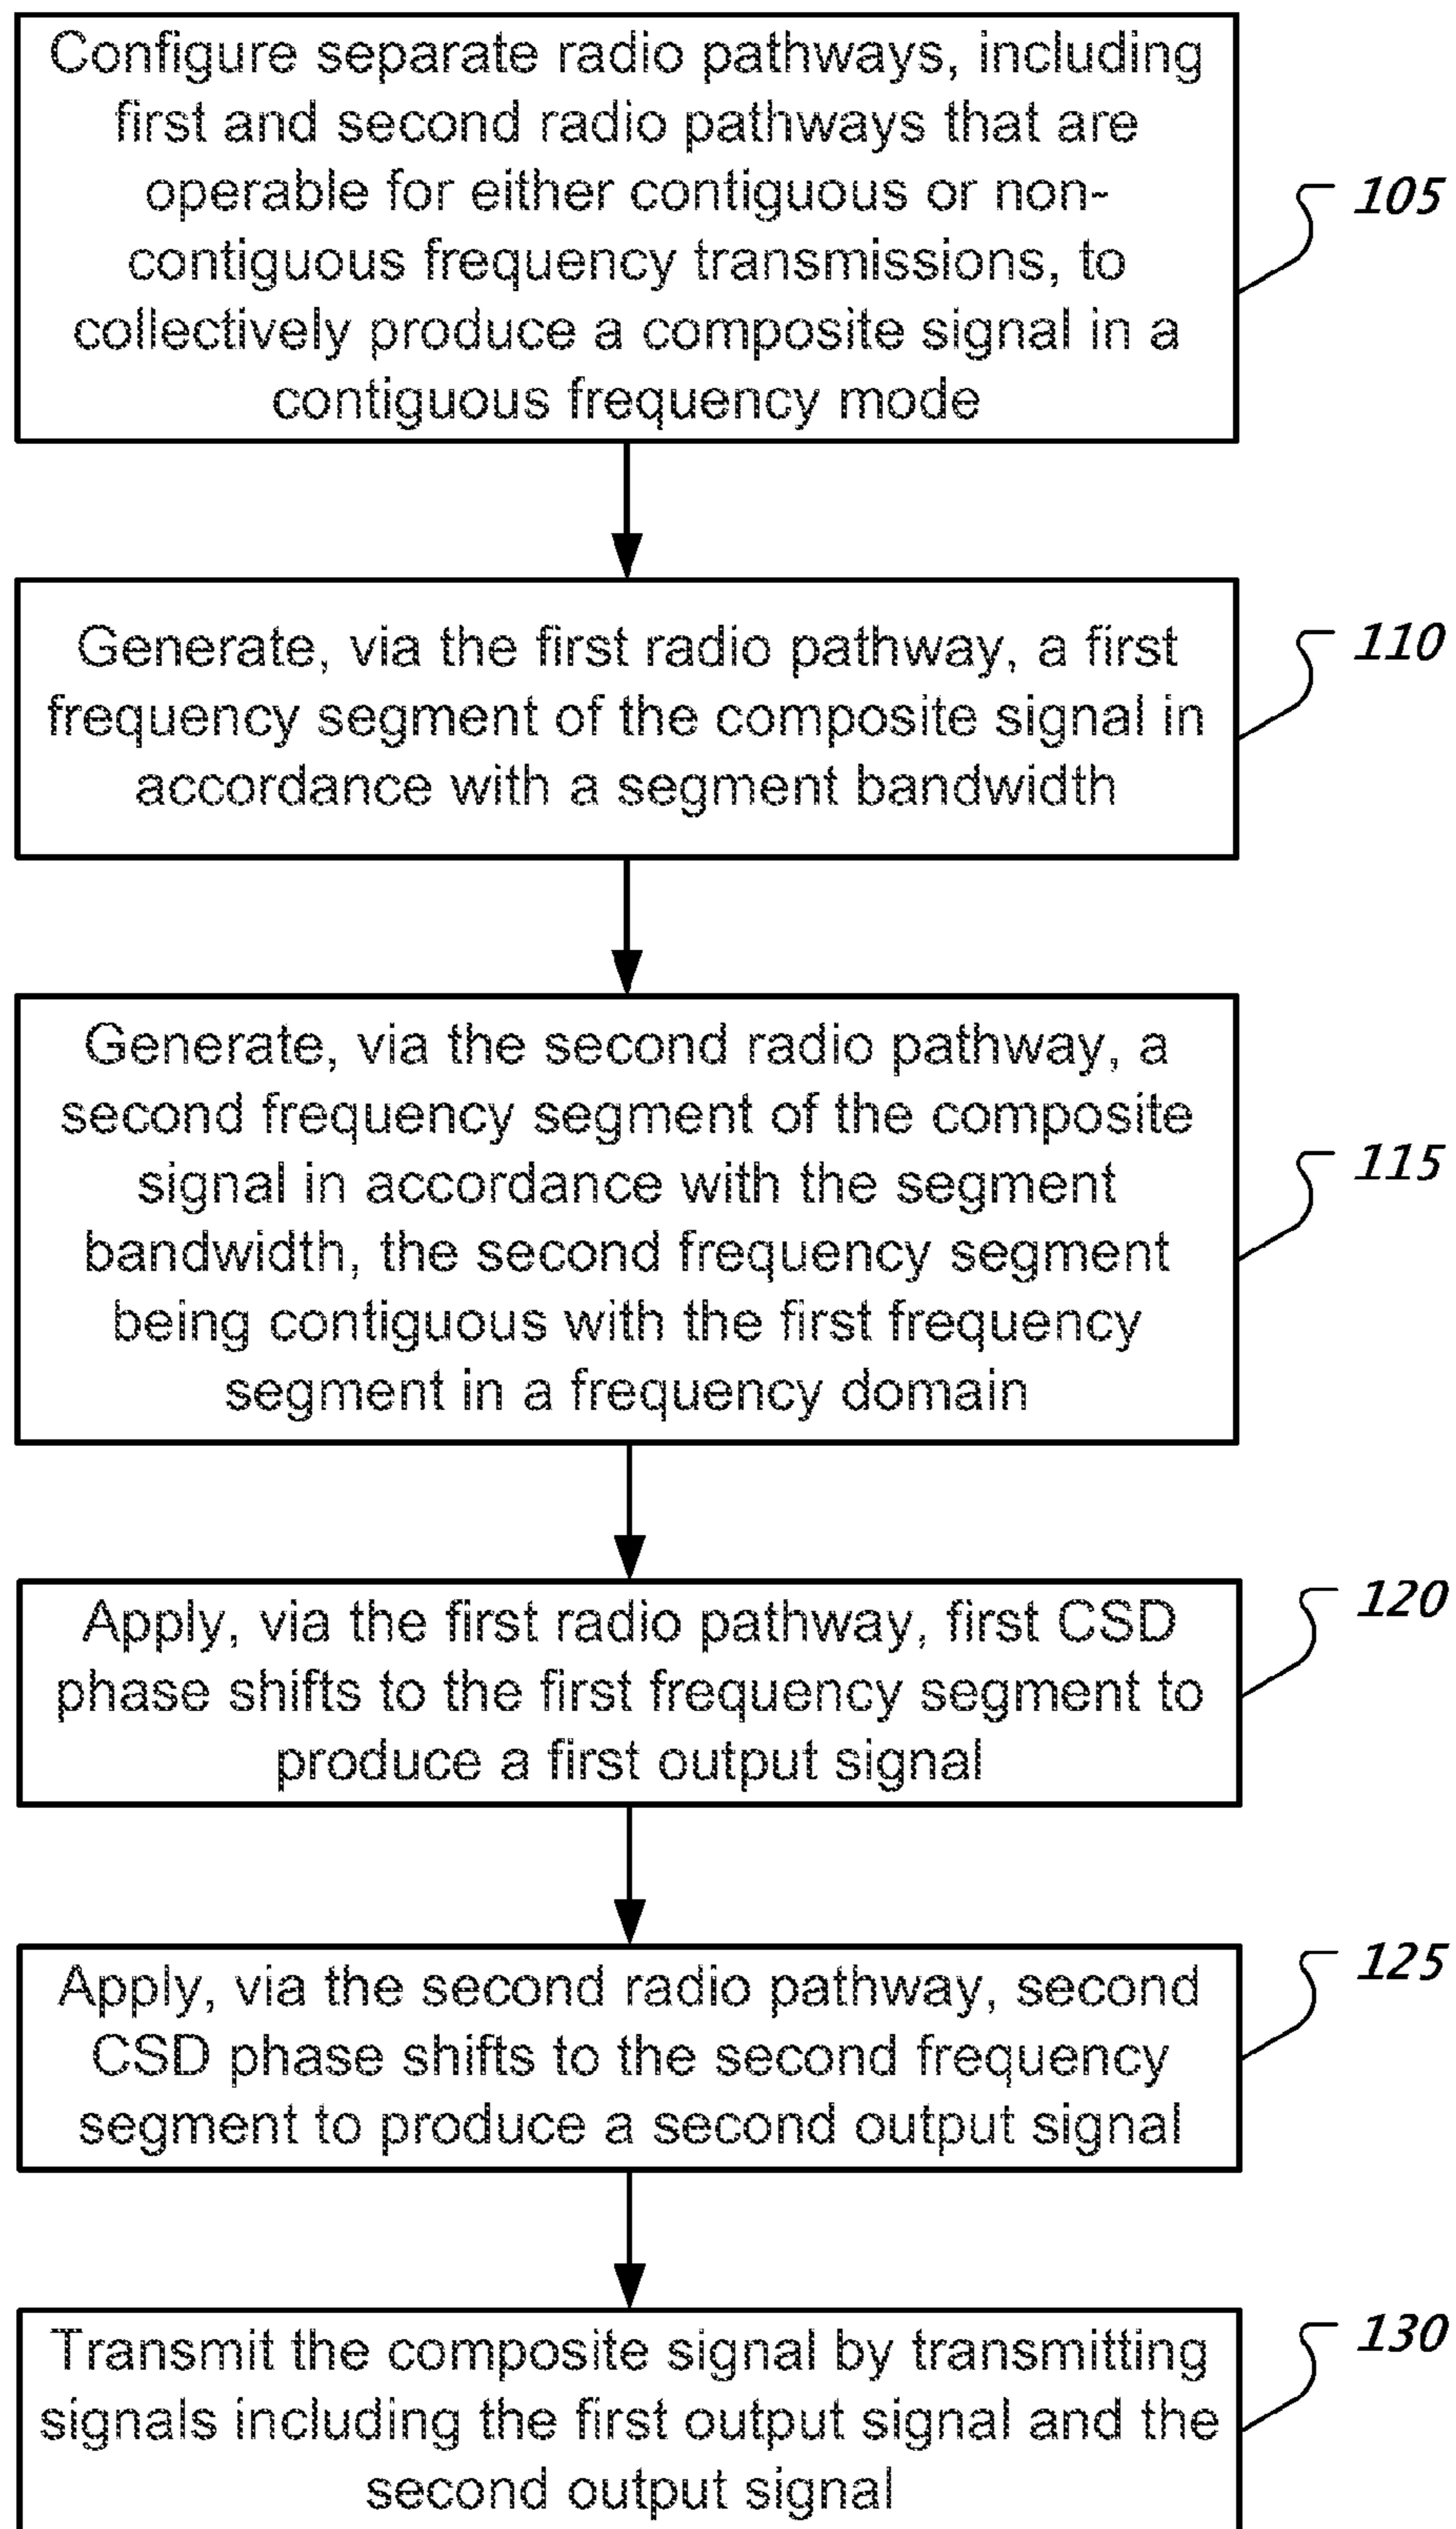 Configure separate radio pathways, including
first and second radio pathways that are
operable for either contiguous or non-
contiguous frequency transmissions, to
collectively produce a composite signal in a
contiguous frequency mode
105
Generate, via the first radio pathway, a first
frequency segment of the composite signal in
accordance with a segment bandwidth
110
Generate, via the second radio pathway, a
second frequency segment of the composite
signal in accordance with the segment
bandwidth, the second frequency segment
being contiguous with the first frequency
segment in a frequency domain
115
Apply, via the first radio pathway, first CSD
phase shifts to the first frequency segment to
produce a first output signal
120
Apply, via the second radio pathway, second
CSD phase shifts to the second frequency
segment to produce a second output signal
125
Transmit the composite signal by transmitting
signals including the first output signal and the
second output signal
130